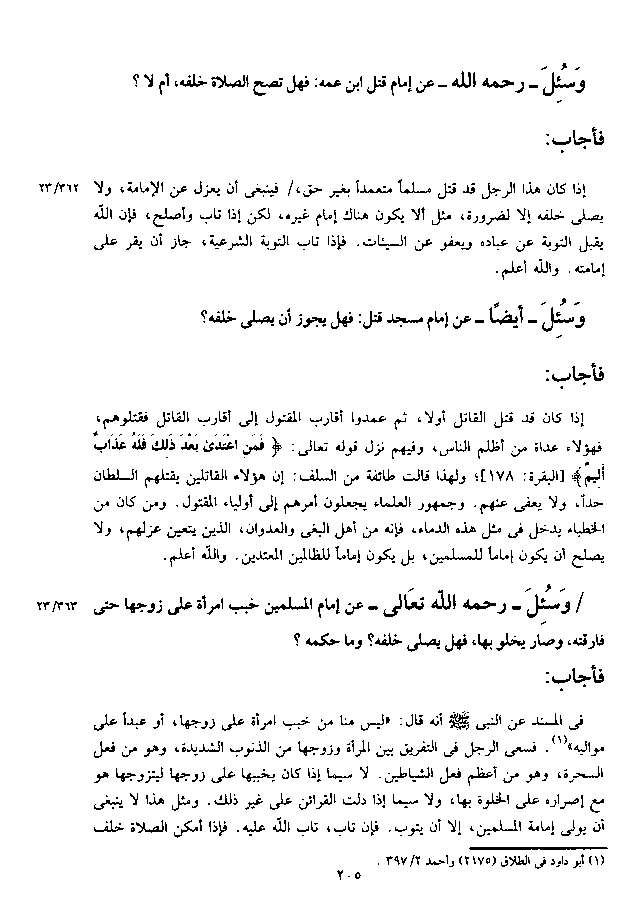 وَسُئِلَ ـ رحمه الله ـ عن إمام قتل ابن عمه: فهل تصح الصلاة خلفه، أم لا ؟
فأجاب:
إذا كان هذا الرجل قد قتل مسلماً متعمداً بغير حق،/ فينبغى أن يعزل عن الإمامة، ولا ٢٣/٣٦٢
يصلى خلفه إلا لضرورة، مثل ألا يكون هناك إمام غيره، لكن إذا تاب وأصلح، فإن الله
يقبل التوبة عن عباده ويعفو عن السيئات. فإذا تاب التوبة الشرعية، جاز أن يقر على
إمامته. والله أعلم.
وَسُئِلَ ـ أيضًا ـ عن إمام مسجد قتل: فهل يجوز أن يصلى خلفه؟
فأجاب:
إذا كان قد قتل القاتل أولا، ثم عمدوا أقارب المقتول إلى أقارب القاتل فقتلوهم،
فهؤلاء عداة من أظلم الناس، وفيهم نزل قوله تعالى: ﴿ فَمَنِ اعْتَدَىٰ بَعْدَ ذَٰلِكَ فَلَهُ عَذَابٌ
أَلِيمٌ﴾ [البقرة: ١٧٨]؛ ولهذا قالت طائفة من السلف: إن هؤلاء القاتلين يقتلهم السلطان
حداً، ولا يعفى عنهم. وجمهور العلماء يجعلون أمرهم إلى أولياء المقتول. ومن كان من
الخطباء يدخل فى مثل هذه الدماء، فإنه من أهل البغى والعدوان، الذين يتعين عزلهم، ولا
يصلح أن يكون إماماً للمسلمين، بل يكون إماماً للظالمين المعتدين. والله أعلم.
/ وَسُئِلَ ـ رحمه الله تعَالى ـ عن إمام المسلمين خبب امرأة على زوجها حتى ٢٣/٣٦٣
فارقته، وصار يخلو بها، فهل يصلى خلفه؟ وما حكمه ؟
فأجاب:
فى المسند عن النبى ﷺ أنه قال: «ليس منا من خبب امرأة على زوجها، أو عبداً على
مواليه»(١). فسعى الرجل فى التفريق بين المرأة وزوجها من الذنوب الشديدة، وهو من فعل
السحرة، وهو من أعظم فعل الشياطين. لا سيما إذا كان يخببها على زوجها ليتزوجها هو
مع إصراره على الخلوة بها، ولا سيما إذا دلت القرائن على غير ذلك. ومثل هذا لا ينبغى
أن يولى إمامة المسلمين، إلا أن يتوب. فإن تاب، تاب الله عليه. فإذا أمكن الصلاة خلف
(١) أبو داود فى الطلاق (٢١٧٥) وأحمد ٢/ ٣٩٧ .
٢٠٥